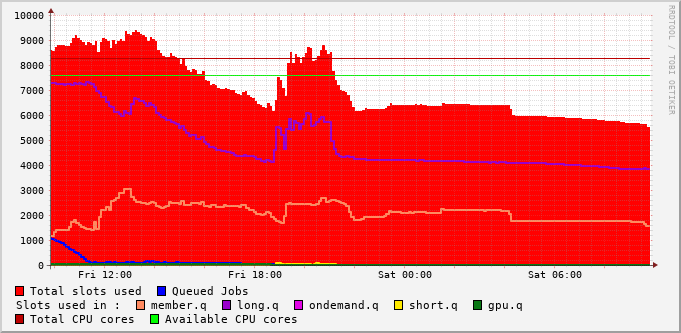 10000
9000
8000
7000
6000
5000
4000
3000
2000
1000
0
Fri 12:00 Fri 18:00 Sat 00:00 Sat 06:00
RRDTOOL / TOBI OETIKER
Total slots used Queued Jobs
Slots used in : member.q long.q ondemand.q short.q gpu.q
Total CPU cores Available CPU cores